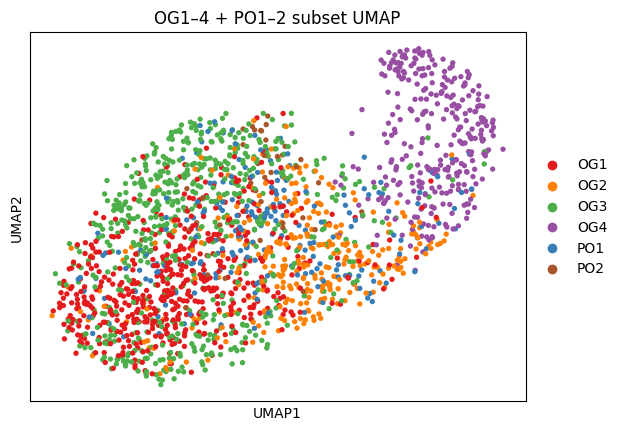 OG1–4 + PO1–2 subset UMAP
UMAP2
UMAP1
OG1
OG2
OG3
OG4
PO1
PO2